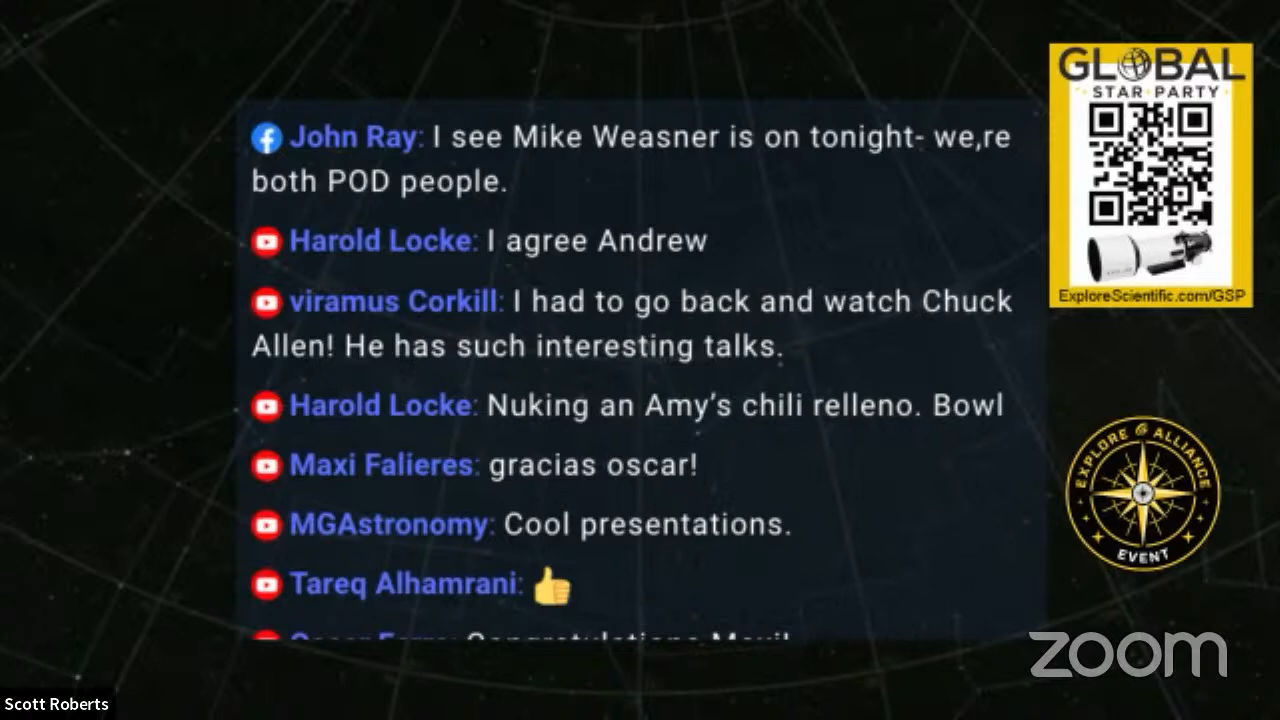 John Ray: I see Mike Weasner is on tonight- we,re
both POD people.
Harold Locke: I agree Andrew
viramus Corkill: I had to go back and watch Chuck
Allen! He has such interesting talks.
Harold Locke: Nuking an Amy's chili relleno. Bowl
Maxi Falieres: gracias oscar!
MGAstronomy: Cool presentations.
Tareq Alhamrani: 👍
Congratulations Maxi!
GLOBAL
STAR PARTY
ExploreScientific.com/GSP
EXPLORE ALLIANCE
EVENT
zoom
Scott Roberts